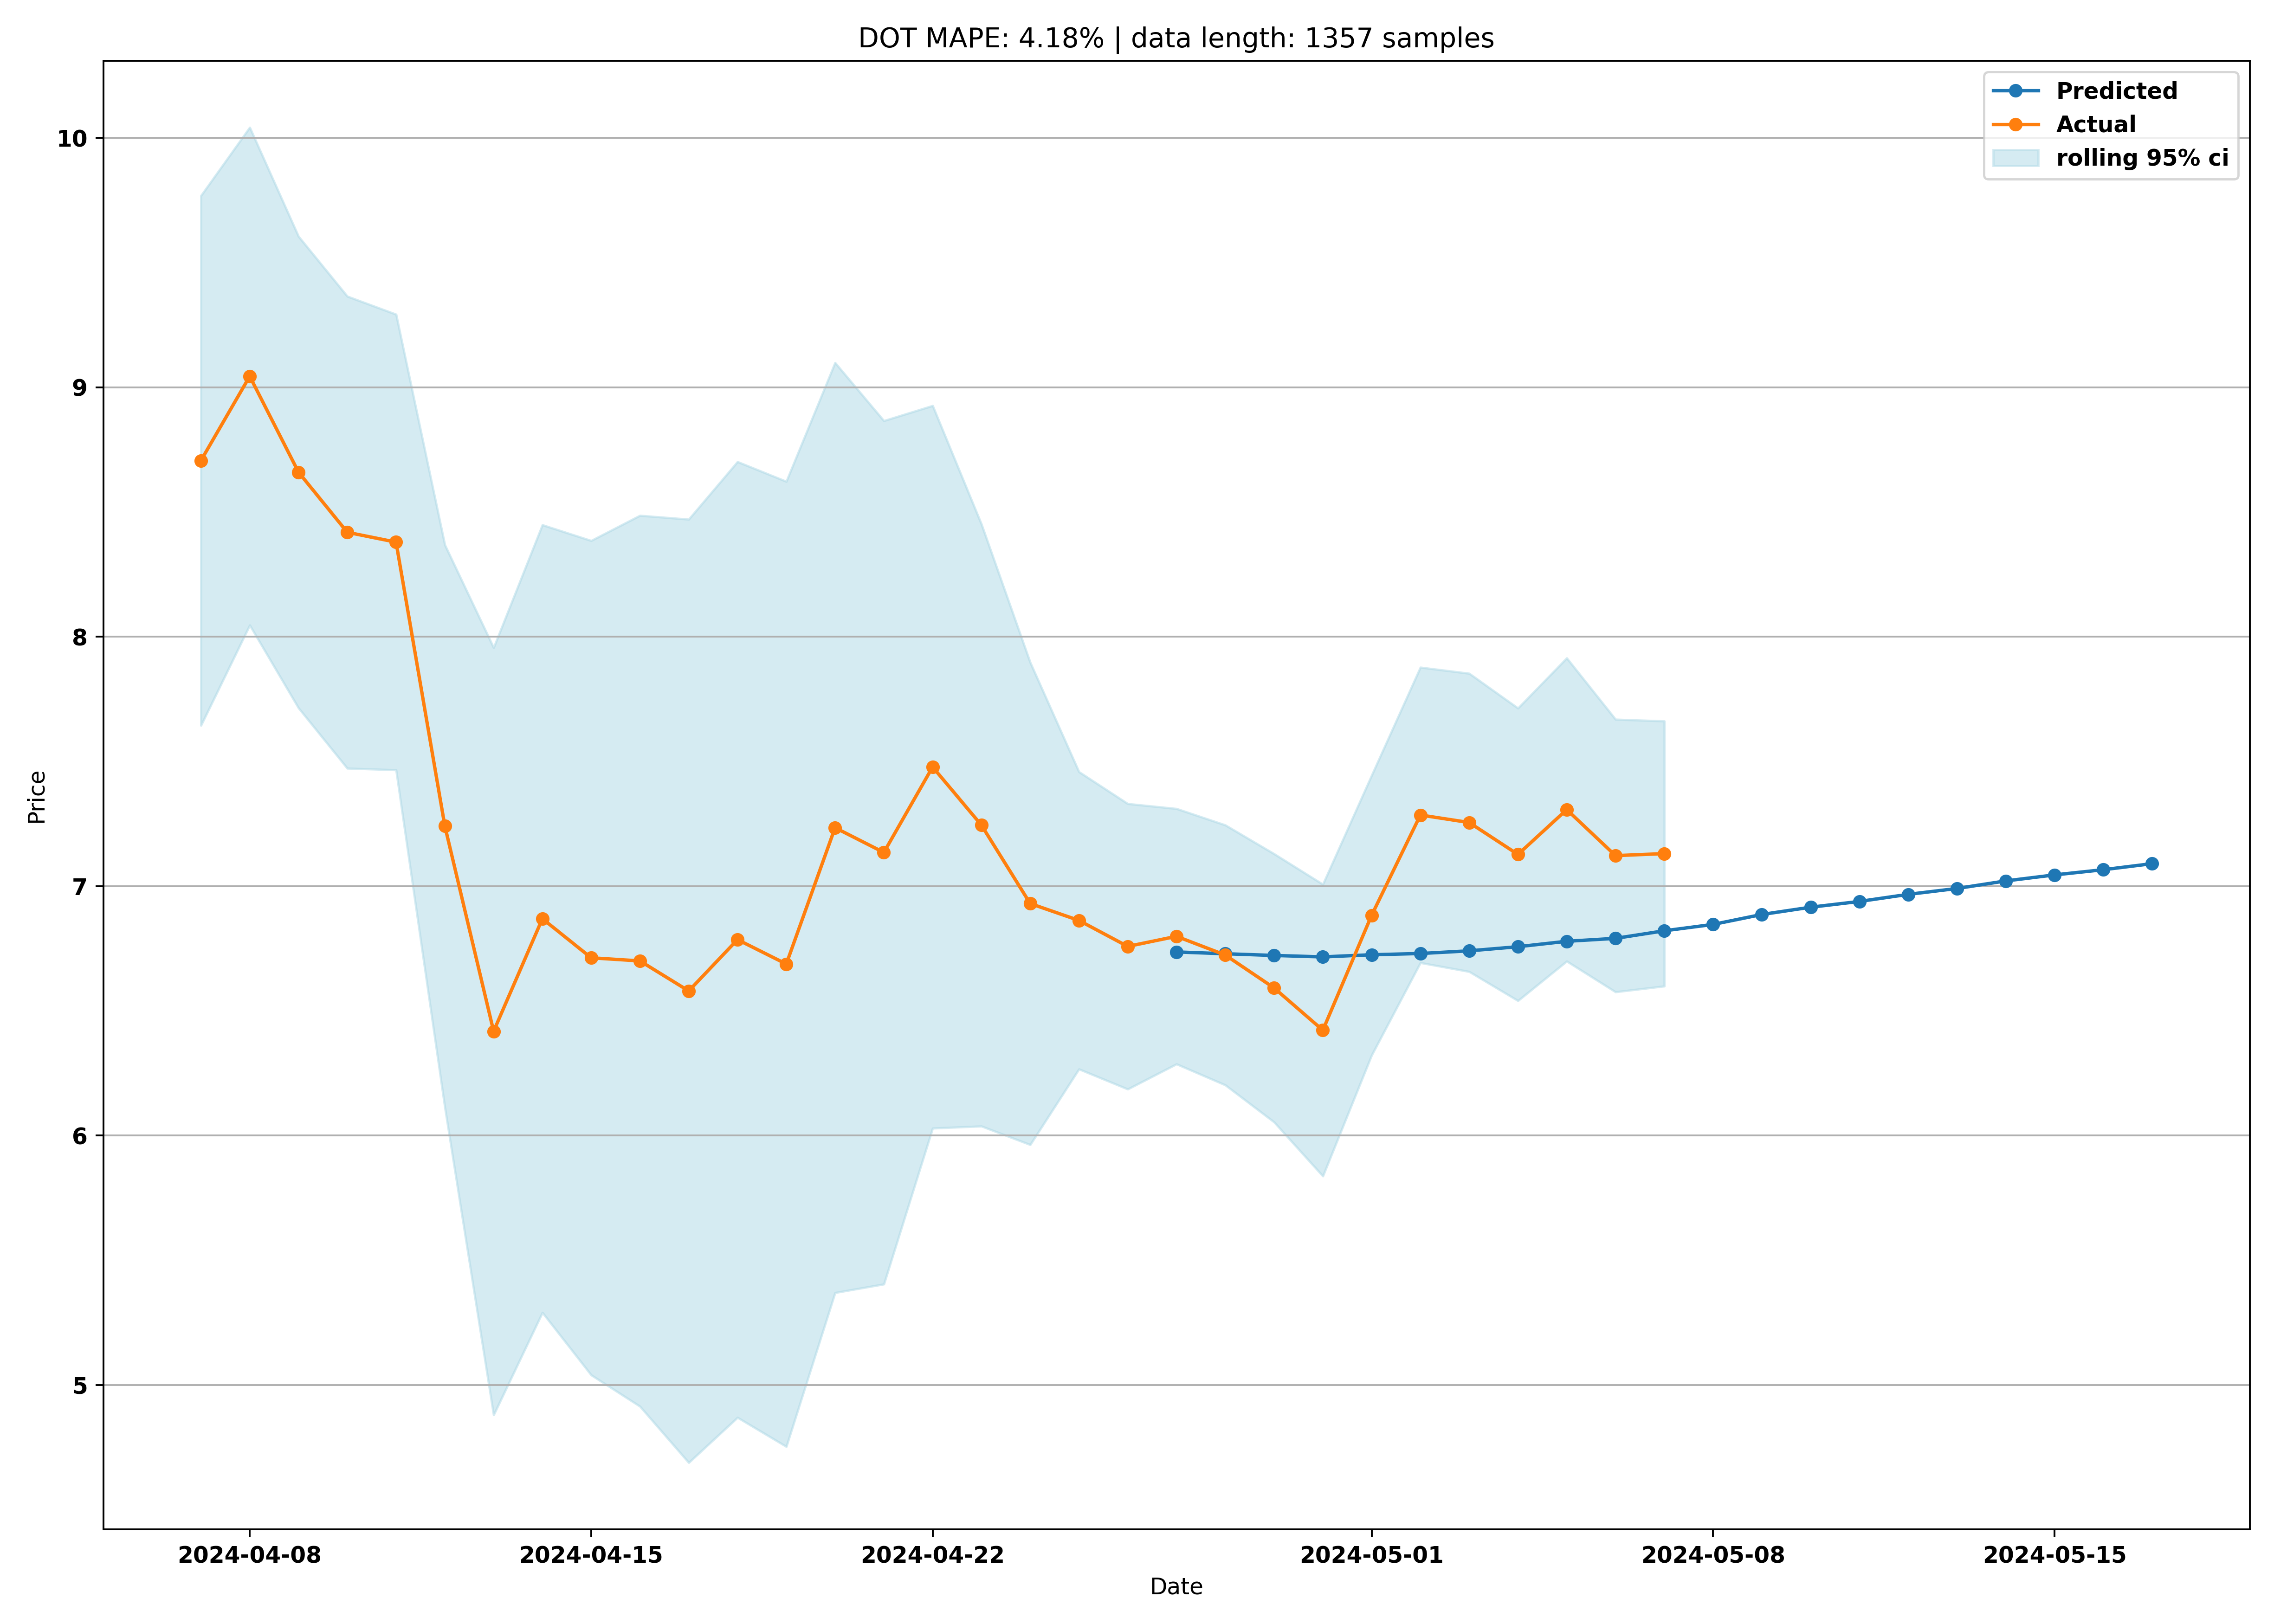 DOT MAPE: 4.18% | data length: 1357 samples
Predicted
Actual
rolling 95% ci
10
9
8
7
6
5
Price
2024-04-08
2024-04-15
2024-04-22
2024-05-01
2024-05-08
2024-05-15
Date